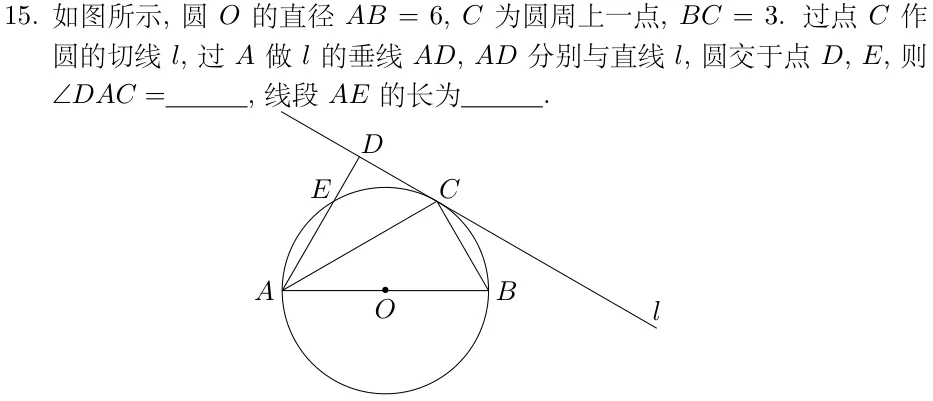 15. 如图所示, 圆 O 的直径 AB = 6, C 为圆周上一点, BC = 3. 过点 C 作
圆的切线 l, 过 A 做 l 的垂线 AD, AD 分别与直线 l, 圆交于点 D, E, 则
∠DAC =______, 线段 AE 的长为______.
D
E
C
A
B
O
l